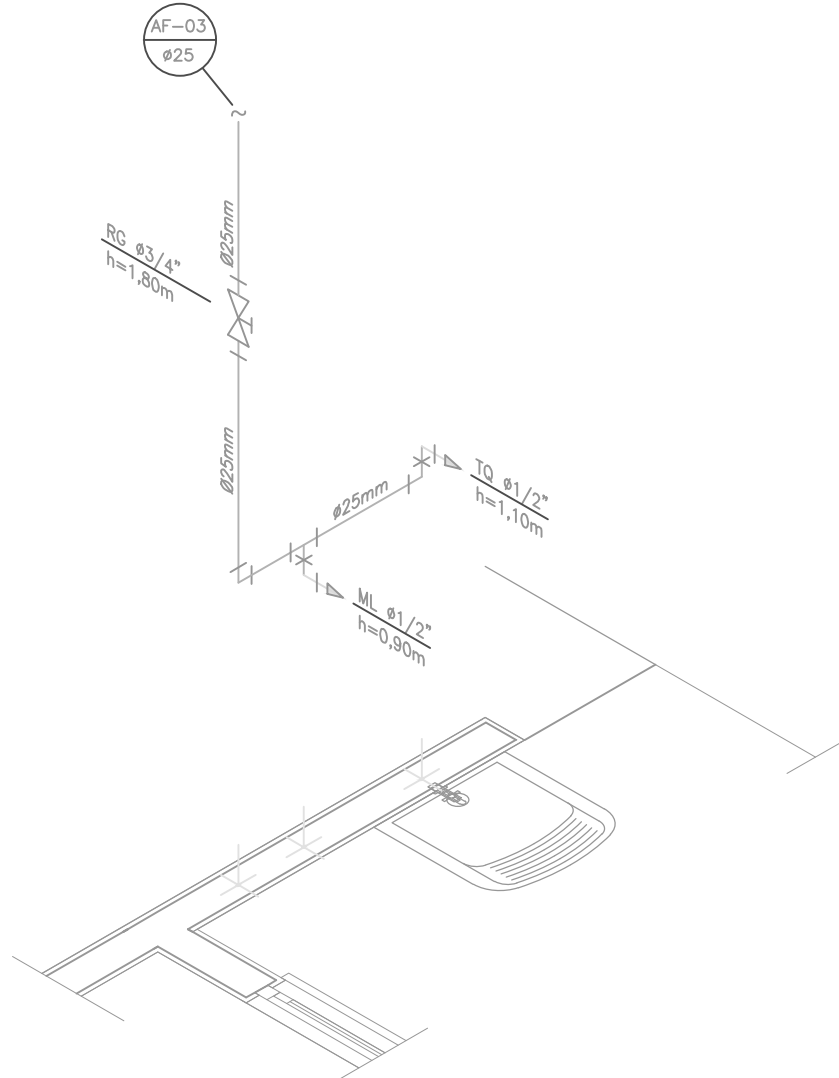 AF-03
ø25
Ø25mm
RG ø3/4"
h=1,80m
Ø25mm
ø25mm
TQ ø1/2"
h=1,10m
ML ø1/2"
h=0,90m